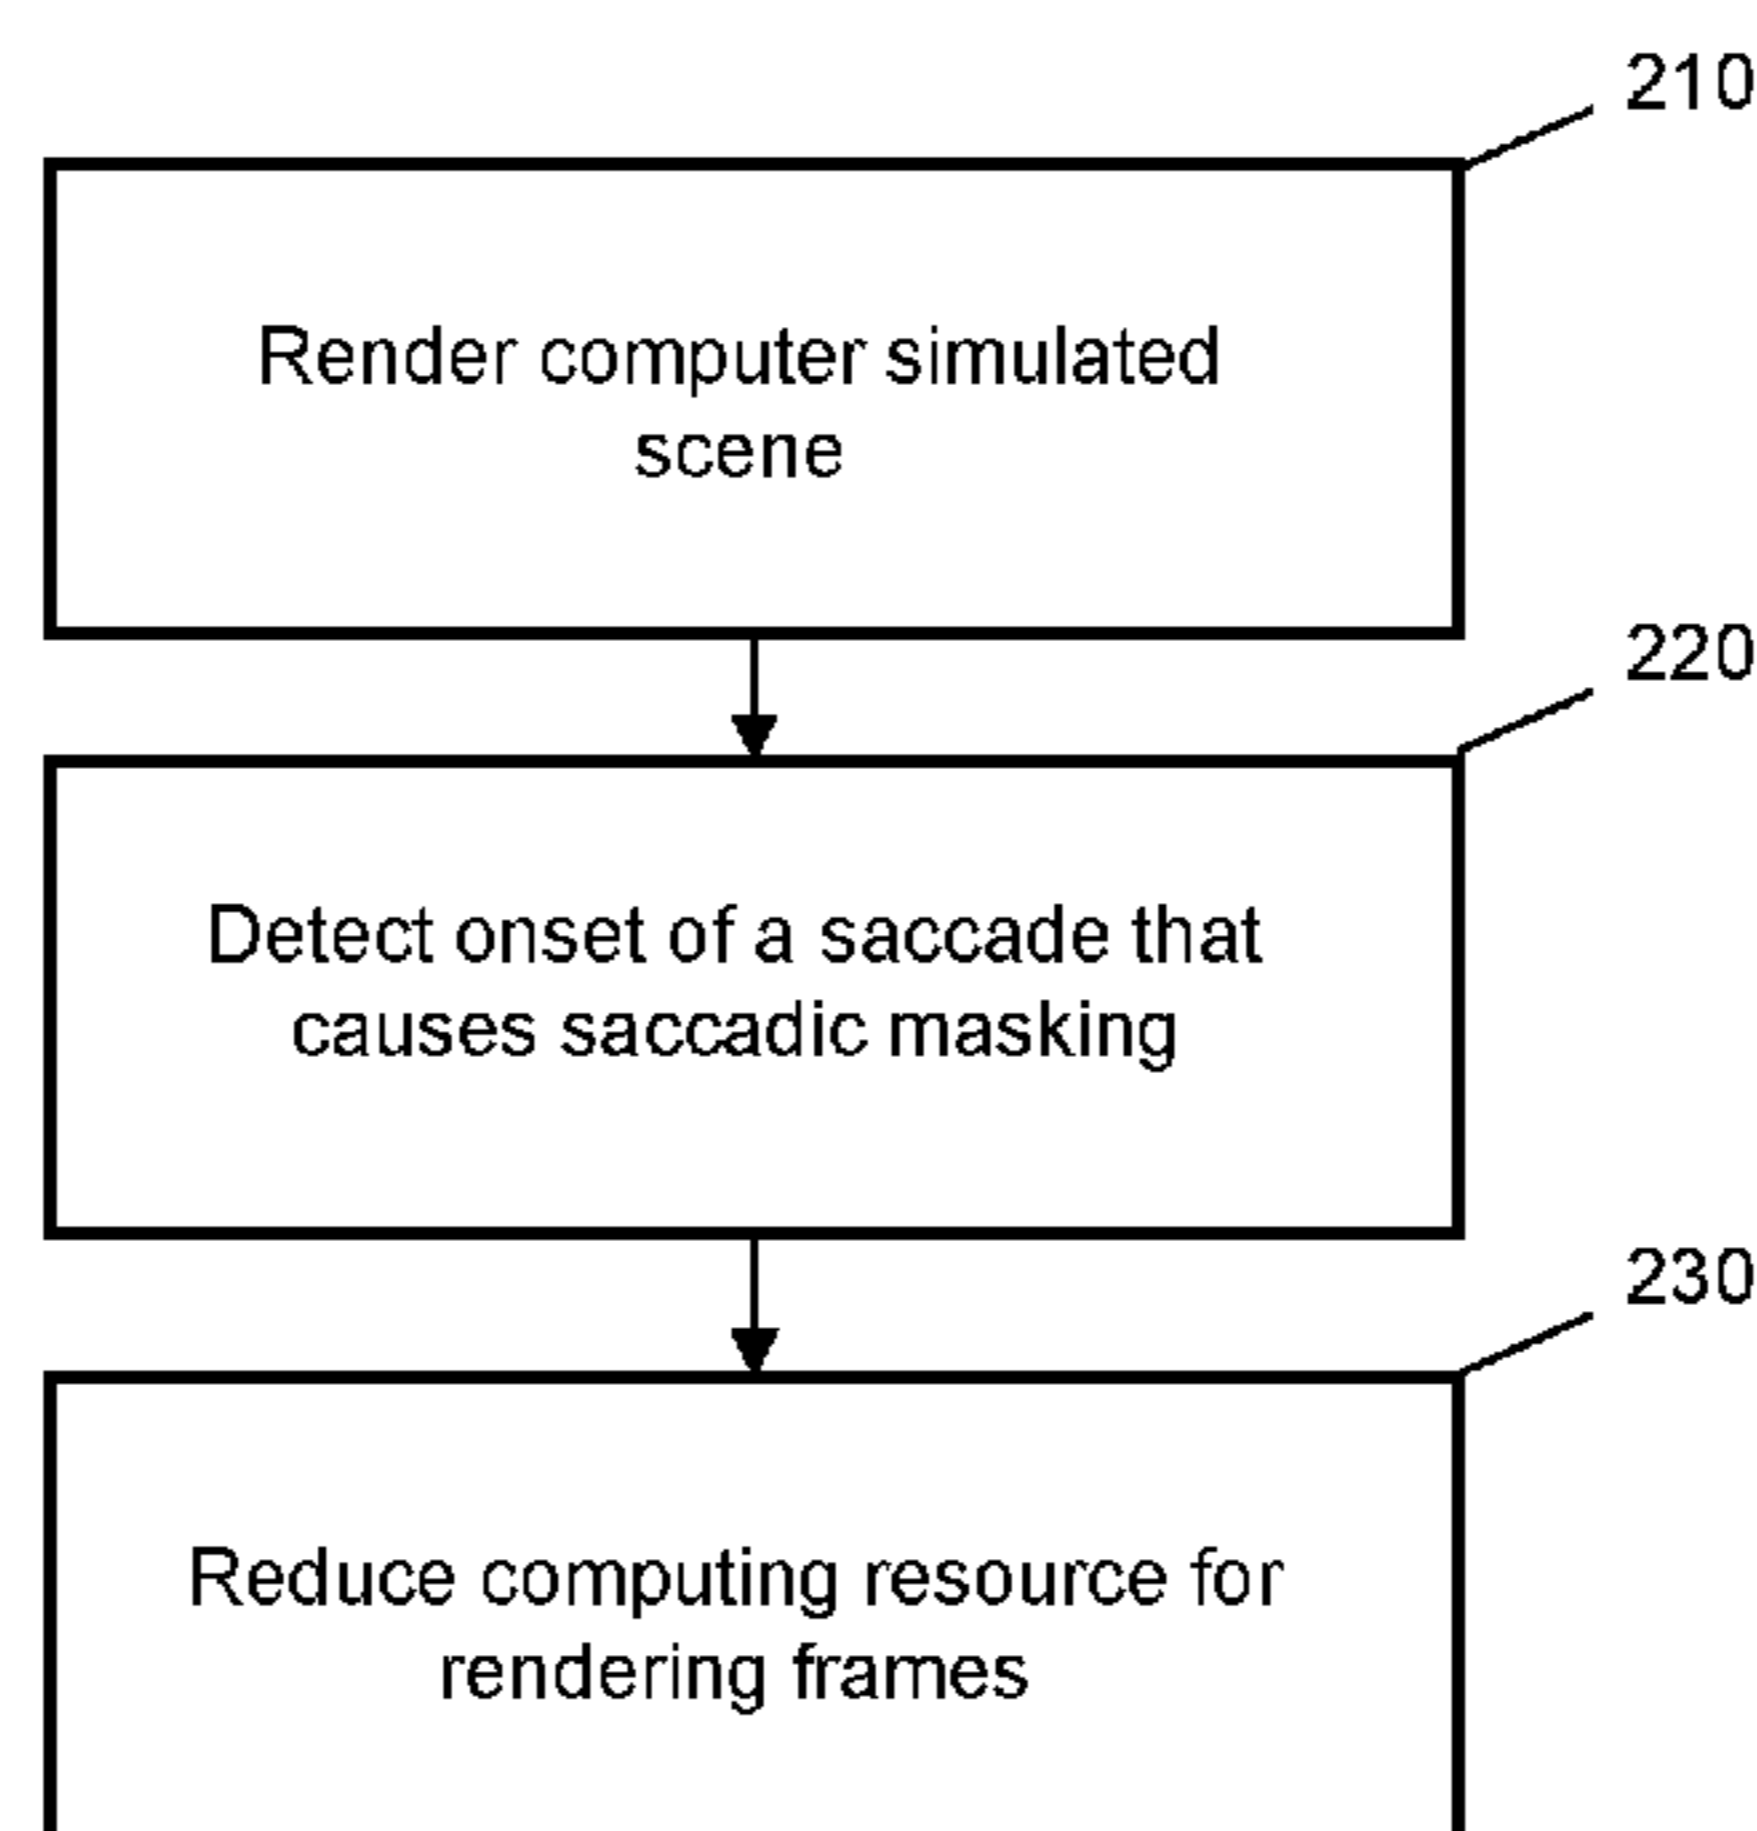 210
Render computer simulated
scene
220
Detect onset of a saccade that
causes saccadic masking
230
Reduce computing resource for
rendering frames